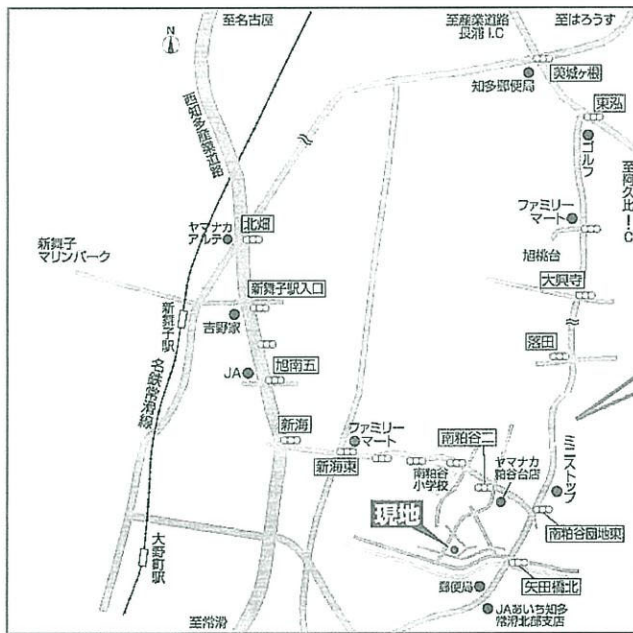 至名古屋
N
西知多産業道路
至産業道路
長浦I.C
至はろうす
美城ヶ根
知多郵便局
東泓
ゴルフ
至阿久比I.C
ファミリー
マート
旭桃台
大興寺
落田
ヤマナカ
アルテ
北畑
新舞子
マリンパーク
新舞子駅入口
新舞子駅
吉野家
名鉄常滑線
JA
旭南五
新海
新海東
ファミリー
マート
南粕谷
小学校
南粕谷二
ヤマナカ
粕谷台店
ミニストップ
南粕谷団地東
現地
矢田橋北
郵便局
JAあいち知多
常滑北部支店
大野町駅
至常滑